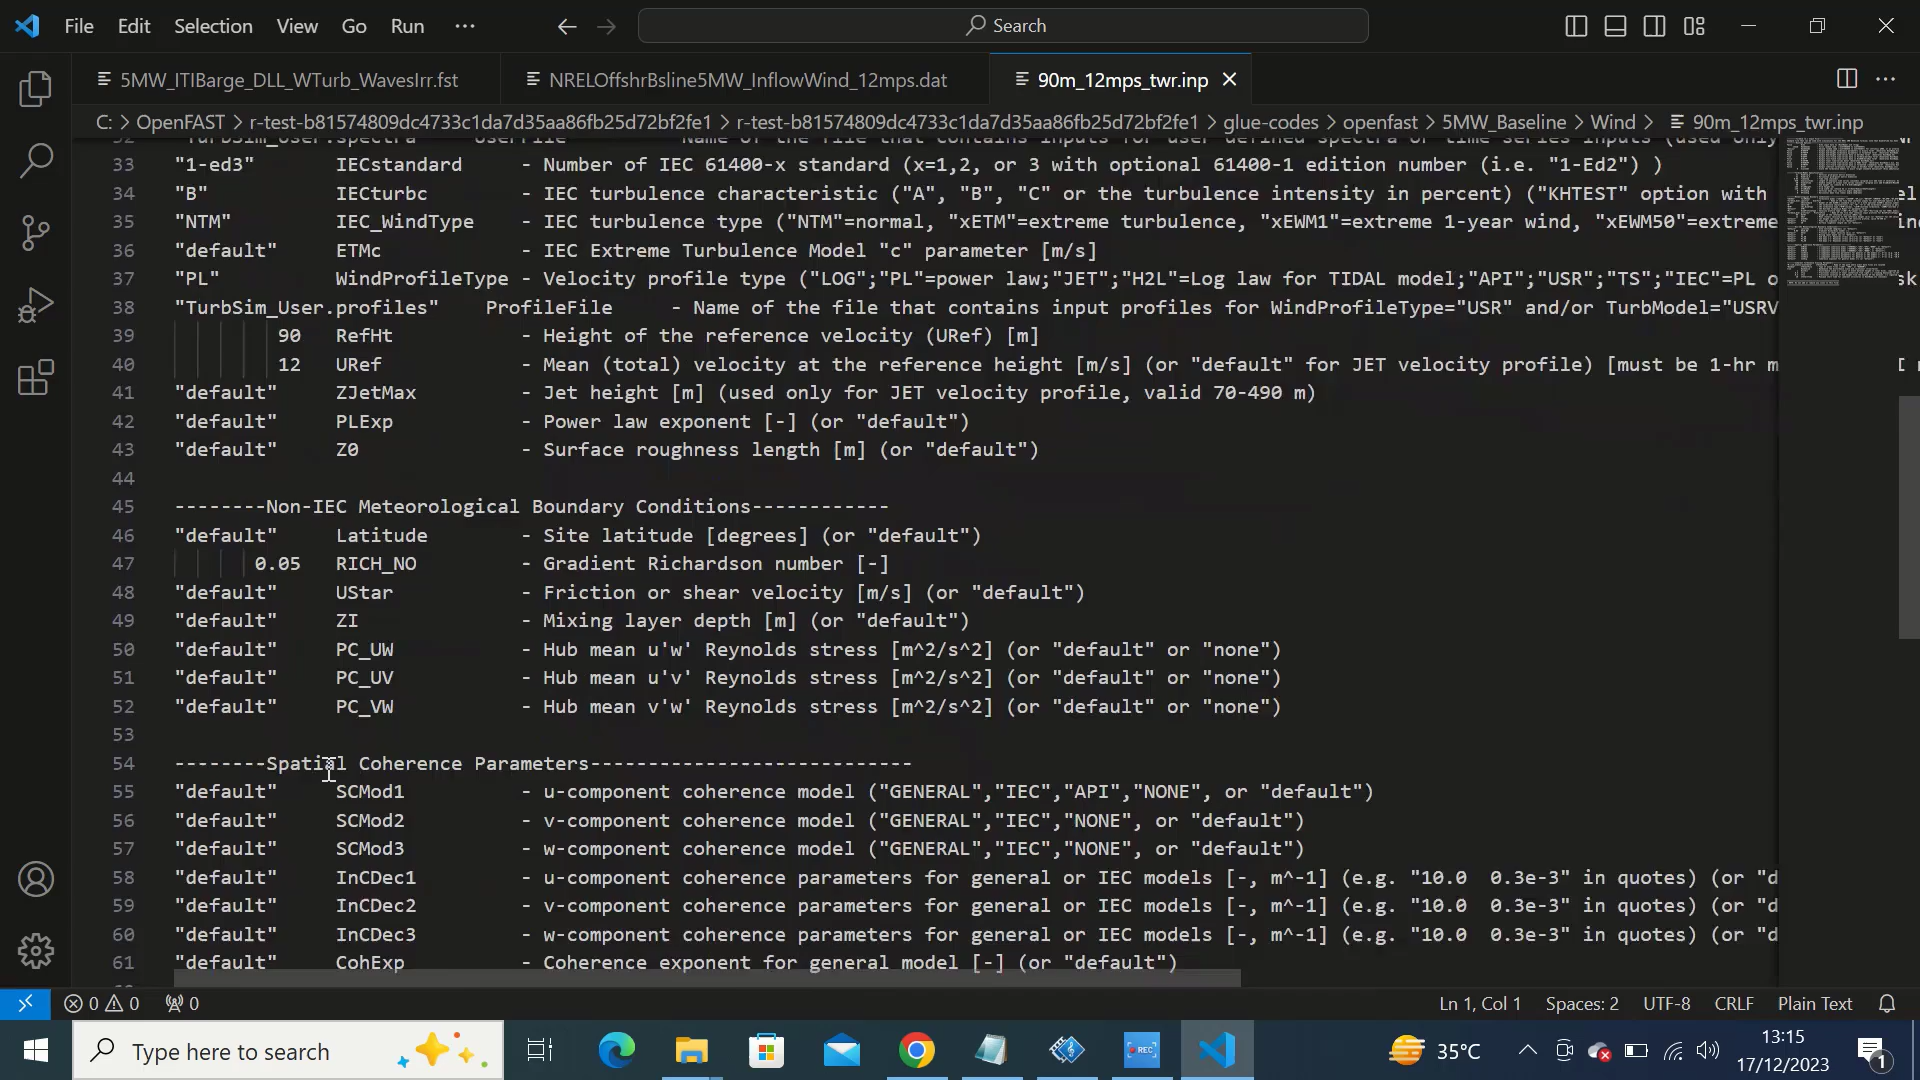 File Edit Selection View Go Run ··· Search
5MW_ITIBarge_DLL_WTurb_WavesIrr.fst NRELOffshrBsline5MW_InflowWind_12mps.dat 90m_12mps_twr.inp
C: > OpenFAST > r-test-b81574809dc4733c1da7d35aa86fb25d72bf2fe1 > r-test-b81574809dc4733c1da7d35aa86fb25d72bf2fe1 > glue-codes > openfast > 5MW_Baseline > Wind > 90m_12mps_twr.inp
33 "1-ed3" IECstandard - Number of IEC 61400-x standard (x=1,2, or 3 with optional 61400-1 edition number (i.e. "1-Ed2") )
34 "B" IECturbc - IEC turbulence characteristic ("A", "B", "C" or the turbulence intensity in percent) ("KHTEST" option with
35 "NTM" IEC_WindType - IEC turbulence type ("NTM"=normal, "xETM"=extreme turbulence, "xEWM1"=extreme 1-year wind, "xEWM50"=extreme
36 "default" ETMc - IEC Extreme Turbulence Model "c" parameter [m/s]
37 "PL" WindProfileType - Velocity profile type ("LOG";"PL"=power law;"JET";"H2L"=Log law for TIDAL model;"API";"USR";"TS";"IEC"=PL o
38 "TurbSim_User.profiles" ProfileFile - Name of the file that contains input profiles for WindProfileType="USR" and/or TurbModel="USRV
39 90 RefHt - Height of the reference velocity (URef) [m]
40 12 URef - Mean (total) velocity at the reference height [m/s] (or "default" for JET velocity profile) [must be 1-hr m
41 "default" ZJetMax - Jet height [m] (used only for JET velocity profile, valid 70-490 m)
42 "default" PLExp - Power law exponent [-] (or "default")
43 "default" Z0 - Surface roughness length [m] (or "default")
44
45 --------Non-IEC Meteorological Boundary Conditions------------
46 "default" Latitude - Site latitude [degrees] (or "default")
47 0.05 RICH_NO - Gradient Richardson number [-]
48 "default" UStar - Friction or shear velocity [m/s] (or "default")
49 "default" ZI - Mixing layer depth [m] (or "default")
50 "default" PC_UW - Hub mean u'w' Reynolds stress [m^2/s^2] (or "default" or "none")
51 "default" PC_UV - Hub mean u'v' Reynolds stress [m^2/s^2] (or "default" or "none")
52 "default" PC_VW - Hub mean v'w' Reynolds stress [m^2/s^2] (or "default" or "none")
53
54 --------Spatial Coherence Parameters----------------------------
55 "default" SCMod1 - u-component coherence model ("GENERAL","IEC","API","NONE", or "default")
56 "default" SCMod2 - v-component coherence model ("GENERAL","IEC","NONE", or "default")
57 "default" SCMod3 - w-component coherence model ("GENERAL","IEC","NONE", or "default")
58 "default" InCDec1 - u-component coherence parameters for general or IEC models [-, m^-1] (e.g. "10.0 0.3e-3" in quotes) (or "d
59 "default" InCDec2 - v-component coherence parameters for general or IEC models [-, m^-1] (e.g. "10.0 0.3e-3" in quotes) (or "d
60 "default" InCDec3 - w-component coherence parameters for general or IEC models [-, m^-1] (e.g. "10.0 0.3e-3" in quotes) (or "d
61 "default" CohExp - Coherence exponent for general model [-] (or "default")
0 0 0 Ln 1, Col 1 Spaces: 2 UTF-8 CRLF Plain Text
Type here to search REC 35°C 13:15
17/12/2023 1